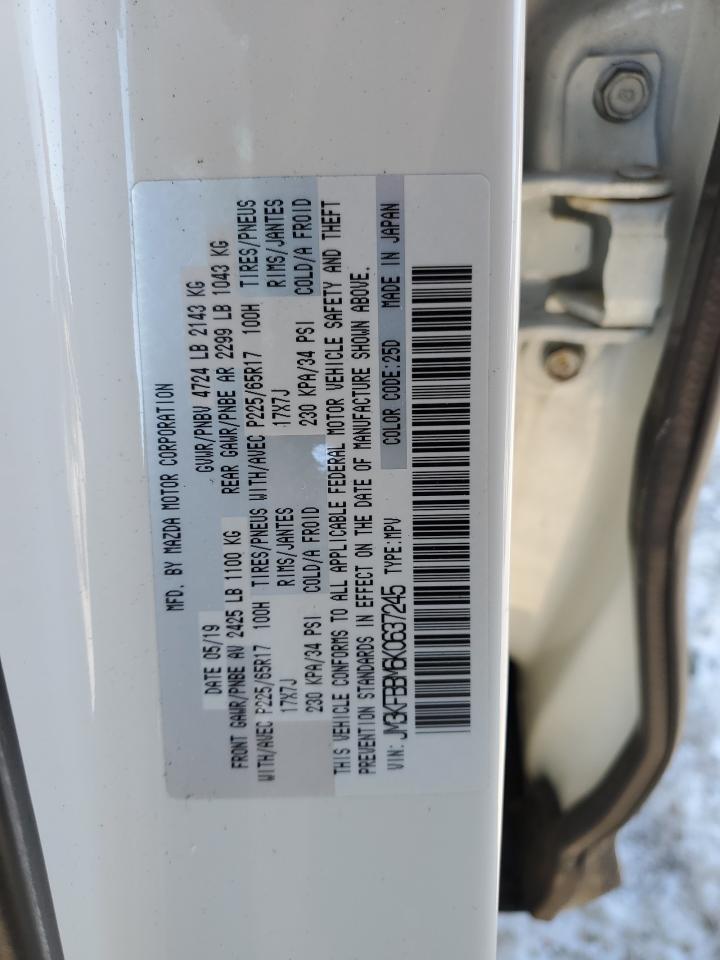 MFD. BY MAZDA MOTOR CORPORATION
DATE 05/19 GVWR/PNBV 4724 LB 2143 KG
FRONT GAWR/PNBE AV 2425 LB 1100 KG REAR GAWR/PNBE AR 2299 LB 1043 KG
WITH/AVEC P225/65R17 100H TIRES/PNEUS WITH/AVEC P225/65R17 100H TIRES/PNEUS
17X7J RIMS/JANTES 17X7J RIMS/JANTES
230 KPA/34 PSI COLD/A FROID 230 KPA/34 PSI COLD/A FROID
THIS VEHICLE CONFORMS TO ALL APPLICABLE FEDERAL MOTOR VEHICLE SAFETY AND THEFT
PREVENTION STANDARDS IN EFFECT ON THE DATE OF MANUFACTURE SHOWN ABOVE.
VIN: JM3KFBBM6K0637245 TYPE:MPV COLOR CODE:25D MADE IN JAPAN